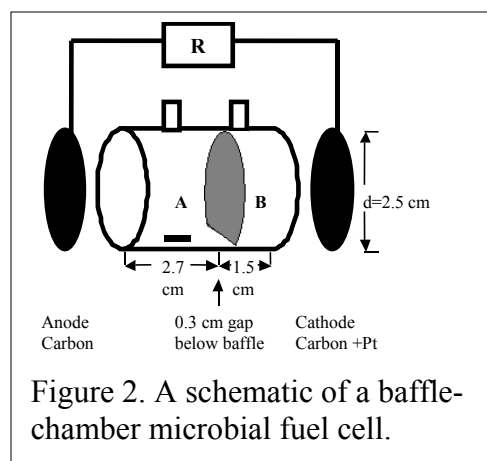 R
A
B
d=2.5 cm
2.7
cm
1.5
cm
Anode
Carbon
0.3 cm gap
below baffle
Cathode
Carbon +Pt
Figure 2. A schematic of a baffle-
chamber microbial fuel cell.